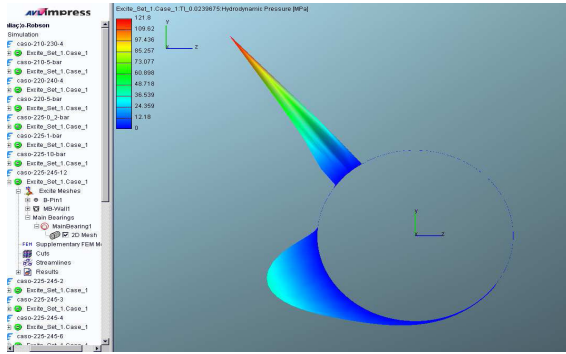 AVL Impress
Excite_Set_1.Case_1:TI_0.0239675:Hydrodynamic Pressure [MPa]
121.8
109.62
97.436
85.257
73.077
60.898
48.718
36.539
24.359
12.18
0
Y
X
Z
Y
X
Z
Simulation
caso-210-230-4
Excite_Set_1.Case_1
caso-210-5-bar
Excite_Set_1.Case_1
caso-220-240-4
Excite_Set_1.Case_1
caso-220-5-bar
Excite_Set_1.Case_1
caso-225-0_2-bar
Excite_Set_1.Case_1
caso-225-1-bar
Excite_Set_1.Case_1
caso-225-10-bar
Excite_Set_1.Case_1
caso-225-245-12
Excite_Set_1.Case_1
Excite Meshes
B-Pin1
MB-Wall1
Main Bearings
MainBearing1
2D Mesh
FEM Supplementary FEM M
Cuts
Streamlines
Results
caso-225-245-2
Excite_Set_1.Case_1
caso-225-245-3
Excite_Set_1.Case_1
caso-225-245-4
Excite_Set_1.Case_1
caso-225-245-6
Excite_Set_1.Case_1